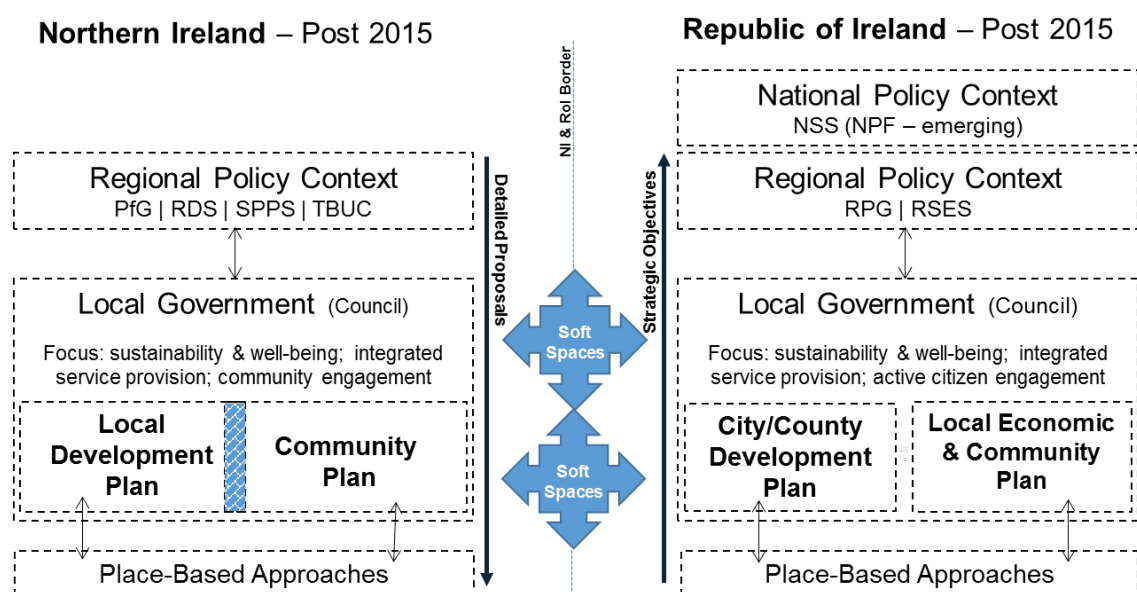 Northern Ireland – Post 2015
Regional Policy Context
PfG | RDS | SPPS | TBUC
Local Government (Council)
Focus: sustainability & well-being; integrated
service provision; community engagement
Local
Development
Plan
Community
Plan
Place-Based Approaches
Detailed Proposals
NI & RoI Border
Soft
Spaces
Soft
Spaces
Strategic Objectives
Republic of Ireland – Post 2015
National Policy Context
NSS (NPF – emerging)
Regional Policy Context
RPG | RSES
Local Government (Council)
Focus: sustainability & well-being; integrated
service provision; active citizen engagement
City/County
Development
Plan
Local Economic
& Community
Plan
Place-Based Approaches